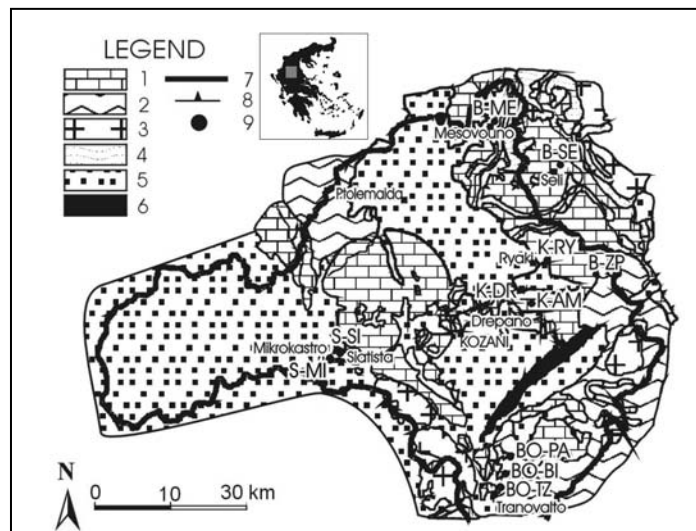 LEGEND
1
2
3
4
5
6
7
8
9
B-ME
Mesovouno
B-SE
Seli
Ptolemaida
K-RY
Ryaki
B-ZP
K-DR
K-AM
Drepano
KOZANI
S-SI
Mikrokastro
Siatista
S-MI
BO-PA
BO-BI
BO-TZ
Tranovalto
N
0 10 30 km